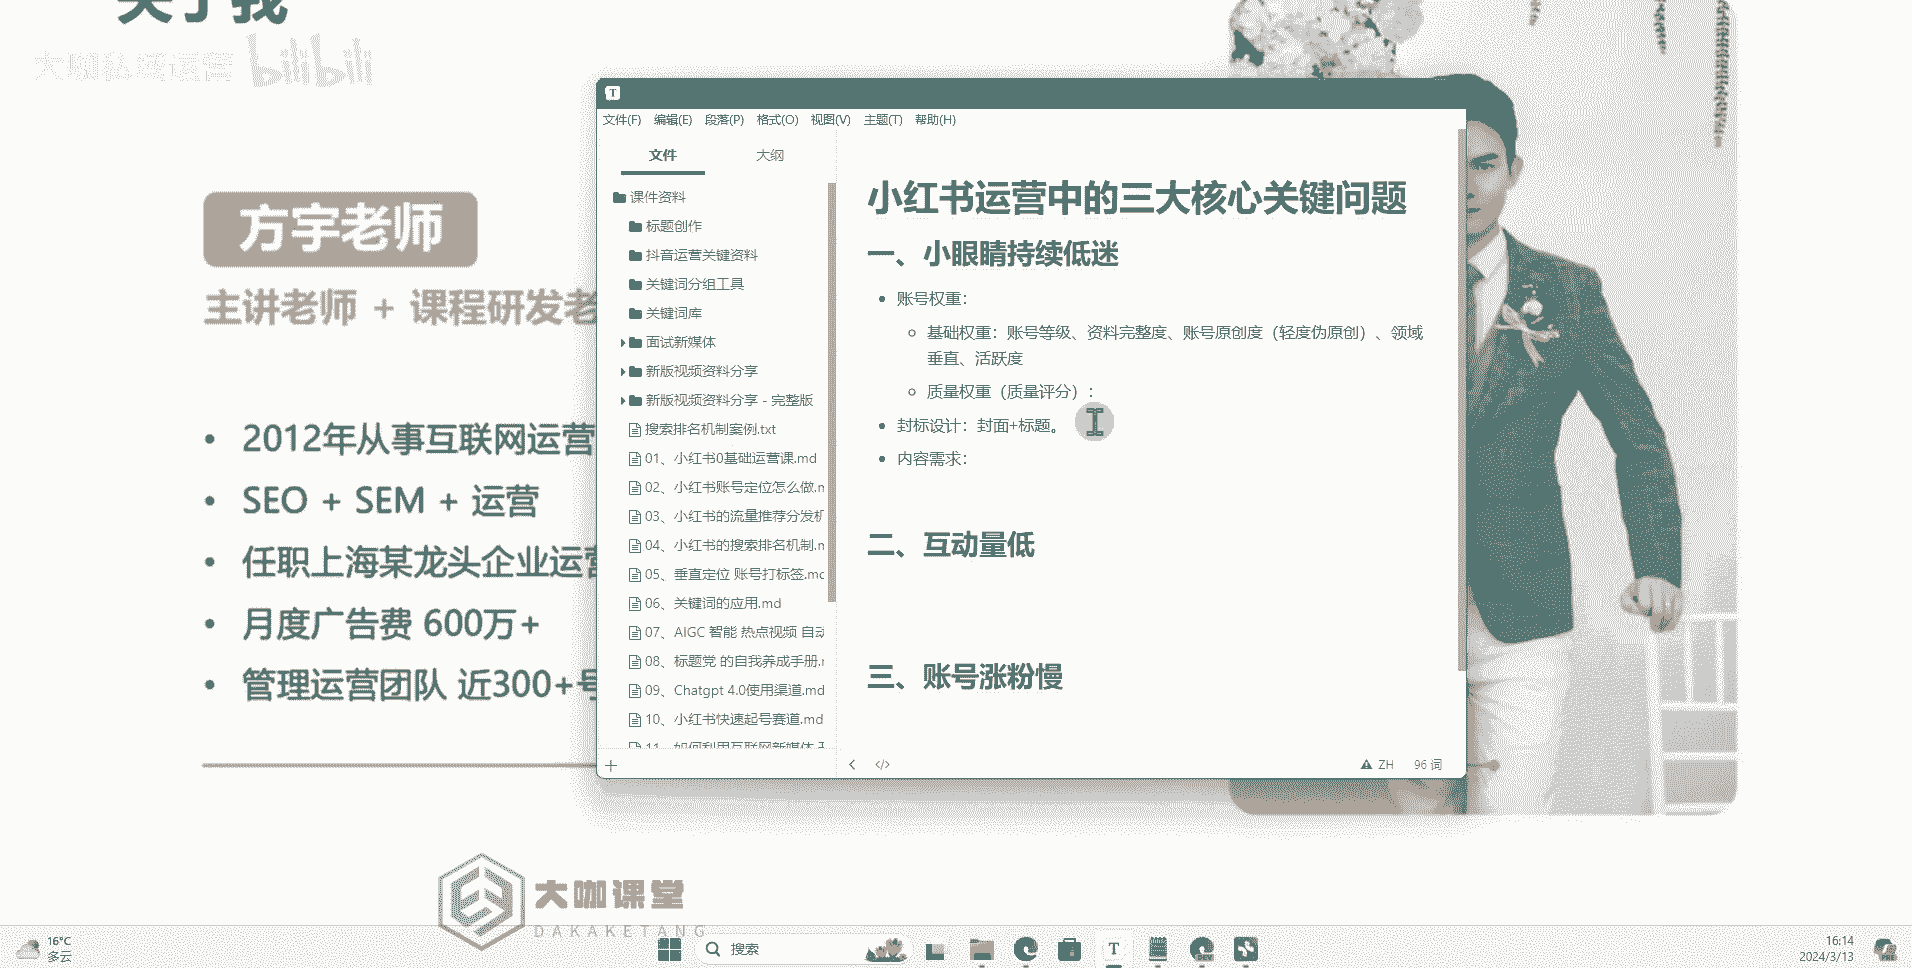 关于我
大咖私域运营 bilibili
方宇老师
主讲老师 + 课程研发老
• 2012年从事互联网运营
• SEO + SEM + 运营
• 任职上海某龙头企业运营
• 月度广告费 600万+
• 管理运营团队 近300+号
T
文件(F) 编辑(E) 段落(P) 格式(O) 视图(V) 主题(T) 帮助(H)
文件 大纲
课件资料
标题创作
抖音运营关键资料
关键词分组工具
关键词库
面试新媒体
新版视频资料分享
新版视频资料分享 - 完整版
搜索排名机制案例.txt
01、小红书0基础运营课.md
02、小红书账号定位怎么做.m
03、小红书的流量推荐分发机
04、小红书的搜索排名机制.m
05、垂直定位 账号打标签.mc
06、关键词的应用.md
07、AIGC 智能 热点视频 自动
08、标题党 的自我养成手册.r
09、Chatgpt 4.0使用渠道.md
10、小红书快速起号赛道.md
11、如何利用互联网新媒体
小红书运营中的三大核心关键问题
一、小眼睛持续低迷
• 账号权重：
基础权重：账号等级、资料完整度、账号原创度（轻度伪原创）、领域
垂直、活跃度
质量权重（质量评分）：
• 封标设计：封面+标题。
• 内容需求：
二、互动量低
三、账号涨粉慢
ZH 96 词
大咖课堂
DAKAKETANG
16°C
多云
搜索
T
DEV
16:14
2024/3/13
PRE